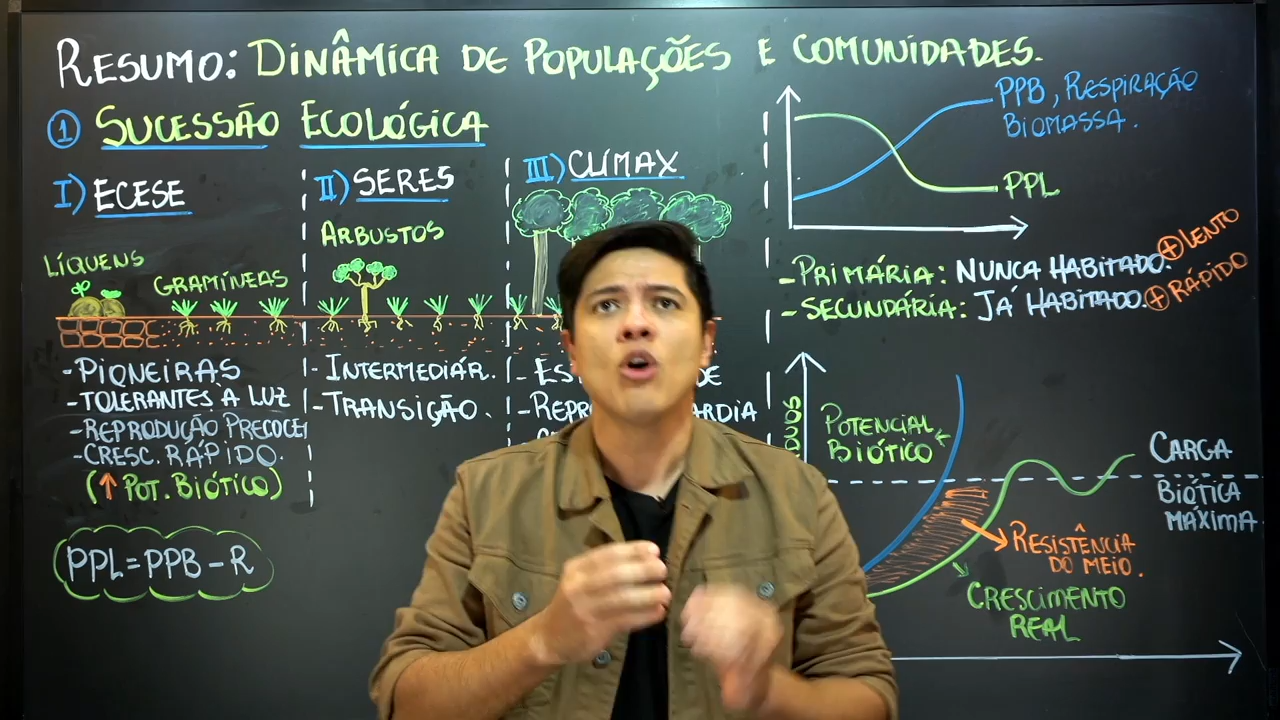 RESUMO: DINÂMICA DE POPULAÇÕES E COMUNIDADES.
① SUCESSÃO ECOLÓGICA
I) ECESE
LÍQUENS
GRAMÍNEAS
- PIONEIRAS
- TOLERANTES À LUZ
- REPRODUÇÃO PRECOCE
- CRESC. RÁPIDO.
(↑ POT. BIÓTICO)
PPL = PPB - R
II) SERES
ARBUSTOS
- INTERMEDIÁR.
- TRANSIÇÃO.
III) CLÍMAX
PPB, RESPIRAÇÃO
BIOMASSA.
PPL
- PRIMÁRIA: NUNCA HABITADO. ⊕ LENTO
- SECUNDÁRIA: JÁ HABITADO. ⊕ RÁPIDO
POTENCIAL
BIÓTICO
CARGA
BIÓTICA
MÁXIMA
RESISTÊNCIA
DO MEIO.
CRESCIMENTO
REAL